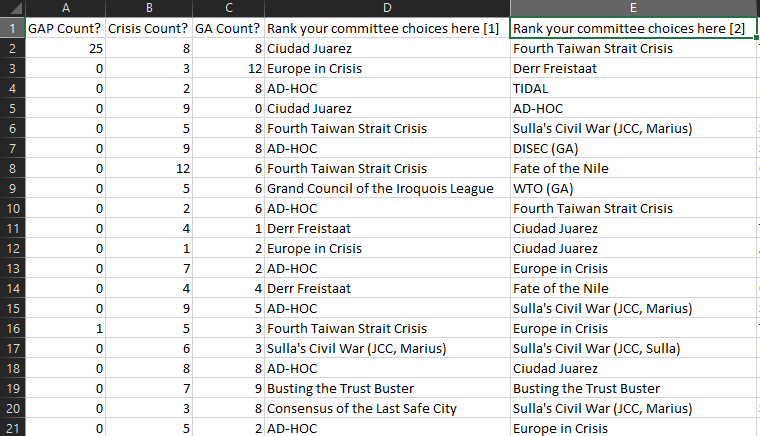 A B C D E
1 GAP Count? Crisis Count? GA Count? Rank your committee choices here [1] Rank your committee choices here [2]
2 25 8 8 Ciudad Juarez Fourth Taiwan Strait Crisis
3 0 3 12 Europe in Crisis Derr Freistaat
4 0 2 8 AD-HOC TIDAL
5 0 9 0 Ciudad Juarez AD-HOC
6 0 5 8 Fourth Taiwan Strait Crisis Sulla's Civil War (JCC, Marius)
7 0 9 8 AD-HOC DISEC (GA)
8 0 12 6 Fourth Taiwan Strait Crisis Fate of the Nile
9 0 5 6 Grand Council of the Iroquois League WTO (GA)
10 0 2 6 AD-HOC Fourth Taiwan Strait Crisis
11 0 4 1 Derr Freistaat Ciudad Juarez
12 0 1 2 Europe in Crisis Ciudad Juarez
13 0 7 2 AD-HOC Europe in Crisis
14 0 4 4 Derr Freistaat Fate of the Nile
15 0 9 5 AD-HOC Sulla's Civil War (JCC, Marius)
16 1 5 3 Fourth Taiwan Strait Crisis Europe in Crisis
17 0 6 3 Sulla's Civil War (JCC, Marius) Sulla's Civil War (JCC, Sulla)
18 0 8 8 AD-HOC Ciudad Juarez
19 0 7 9 Busting the Trust Buster Busting the Trust Buster
20 0 3 8 Consensus of the Last Safe City Sulla's Civil War (JCC, Marius)
21 0 5 2 AD-HOC Europe in Crisis